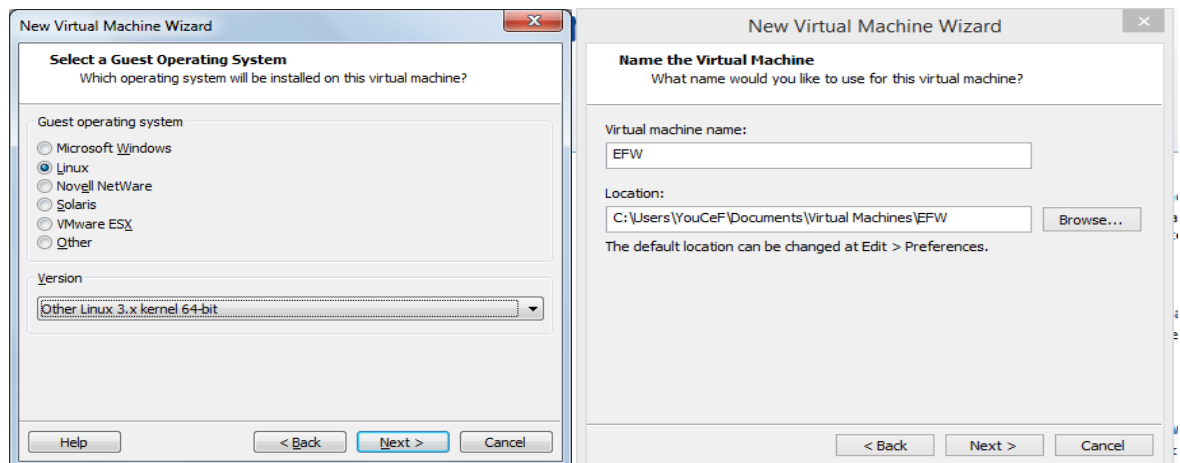 New Virtual Machine Wizard
Select a Guest Operating System
Which operating system will be installed on this virtual machine?
Guest operating system
Microsoft Windows
Linux
Novell NetWare
Solaris
VMware ESX
Other
Version
Other Linux 3.x kernel 64-bit
Help
< Back
Next >
Cancel
New Virtual Machine Wizard
Name the Virtual Machine
What name would you like to use for this virtual machine?
Virtual machine name:
EFW
Location:
C:\Users\YouCeF\Documents\Virtual Machines\EFW
Browse...
The default location can be changed at Edit > Preferences.
< Back
Next >
Cancel